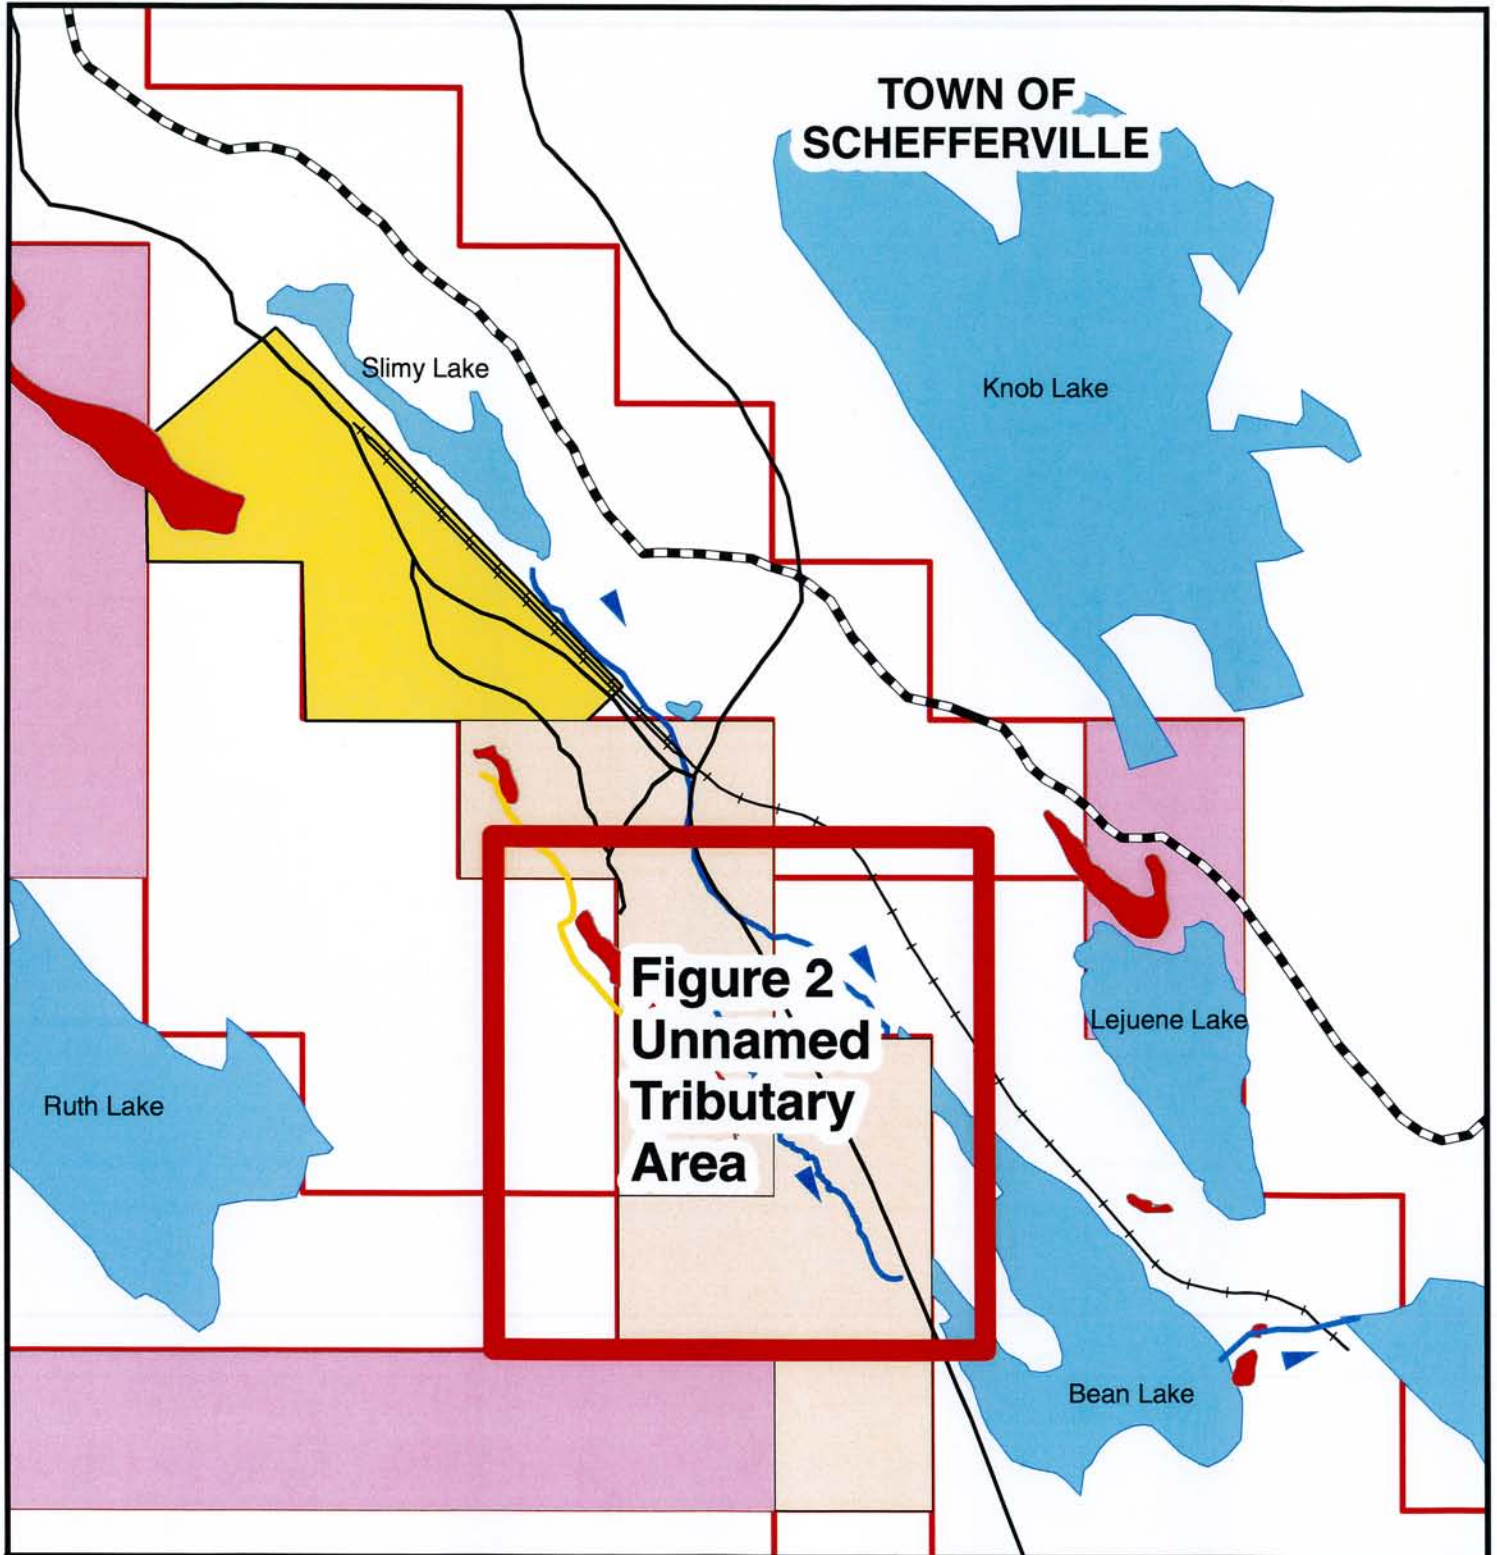 TOWN OF
SCHEFFERVILLE
Slimy Lake
Knob Lake
Figure 2
Unnamed
Tributary
Area
Lejuene Lake
Ruth Lake
Bean Lake